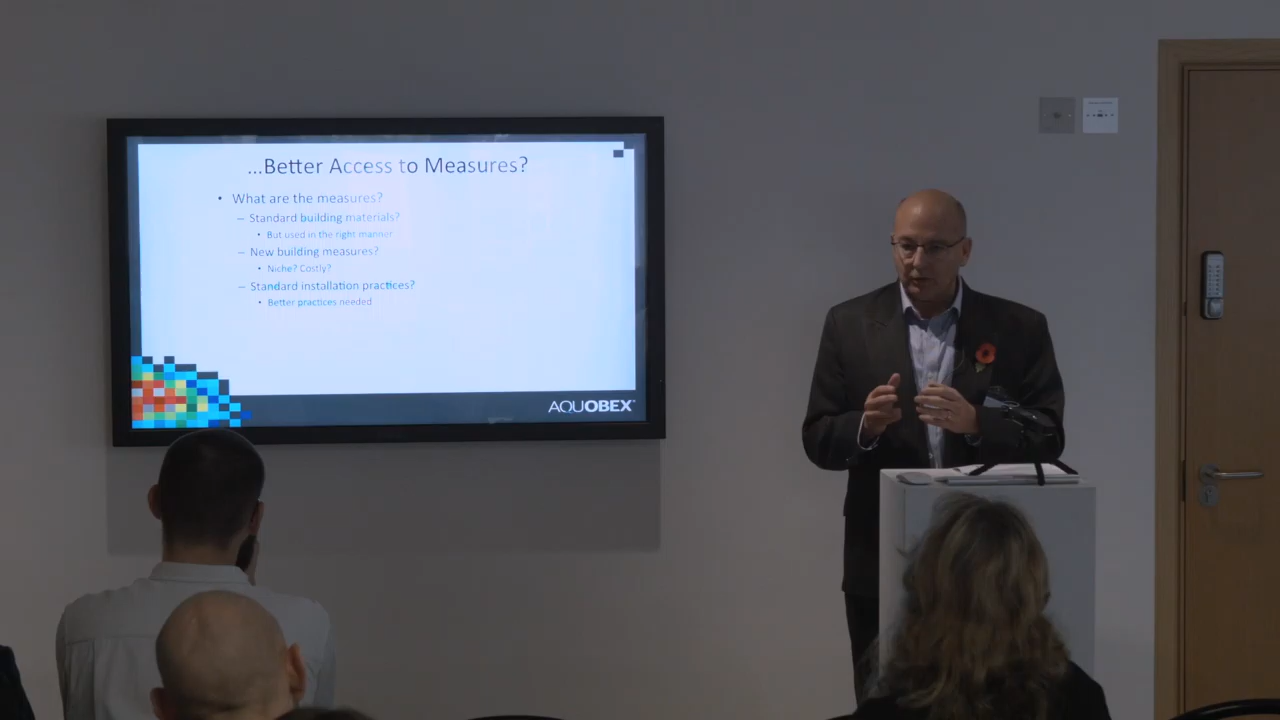 ...Better Access to Measures?
• What are the measures?
– Standard building materials?
• But used in the right manner
– New building measures?
• Niche? Costly?
– Standard installation practices?
• Better practices needed
AQUOBEX